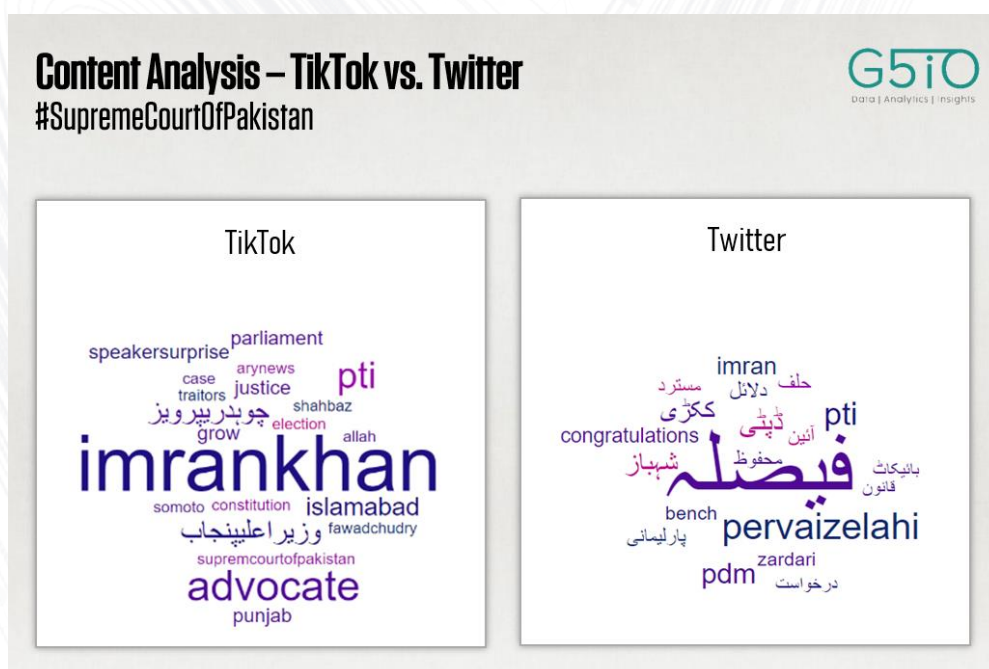 Content Analysis – TikTok vs. Twitter
#SupremeCourtOfPakistan
G5iO
Data | Analytics | Insights
TikTok
parliament
speakersurprise
arynews
case
pti
traitors justice
shahbaz
چوہدریپرویز
election
grow
allah
imrankhan
somoto constitution islamabad
وزیراعلیپنجاب fawadchudry
supremcourtofpakistan
advocate
punjab
Twitter
imran
مسترد دلائل حلف
ککڑی ڈپٹی pti
congratulations آئین
شہباز محفوظ فیصلہ بائیکاٹ
قانون
bench pervaizelahi
پارلیمانی
zardari
pdm درخواست